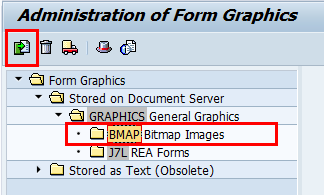 Administration of Form Graphics
Form Graphics
Stored on Document Server
GRAPHICS General Graphics
BMAP Bitmap Images
J7L REA Forms
Stored as Text (Obsolete)